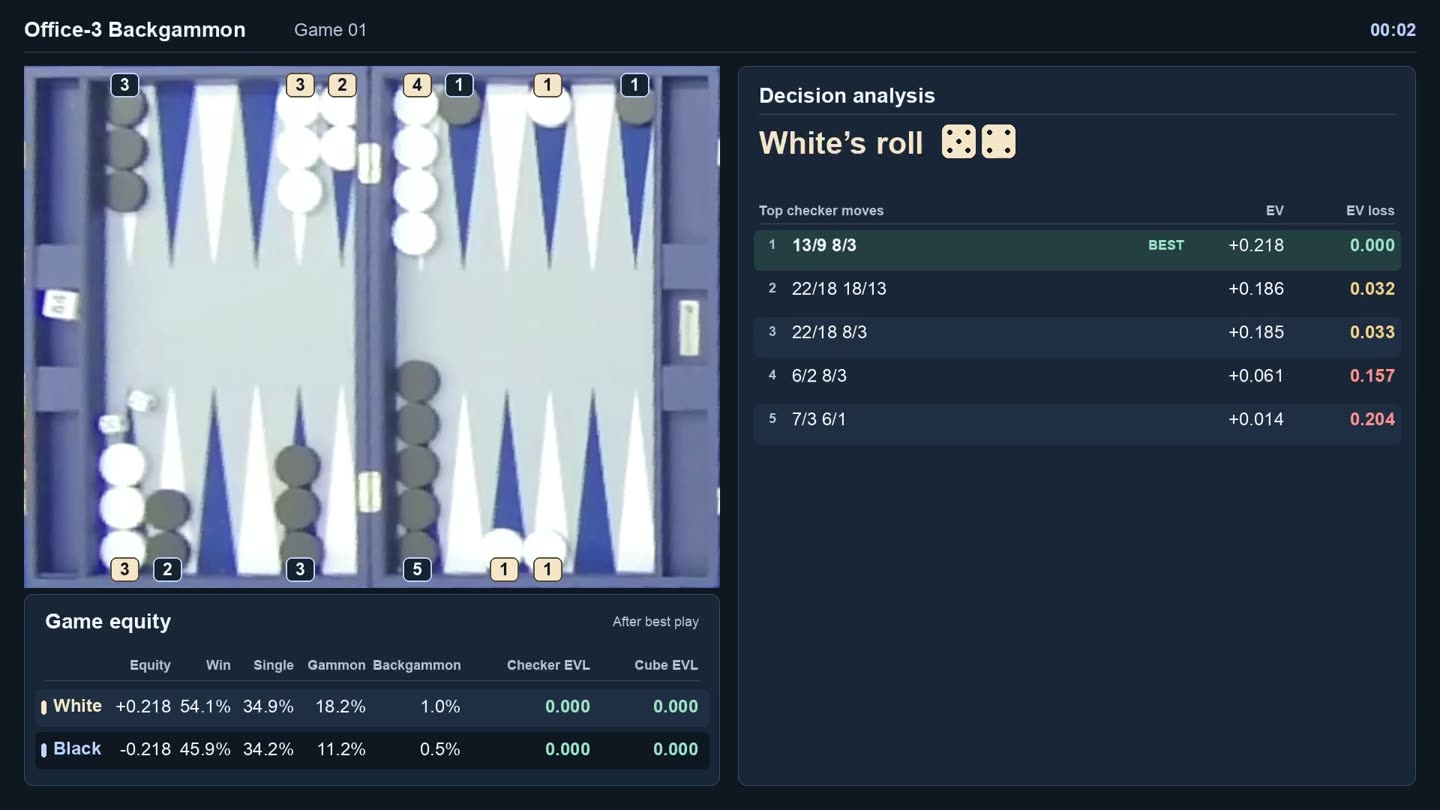 Office-3 Backgammon Game 01 00:02
3 3 2 4 1 1 1
3 2 3 5 1 1
Decision analysis
White’s roll
Top checker moves EV EV loss
1 13/9 8/3 BEST +0.218 0.000
2 22/18 18/13 +0.186 0.032
3 22/18 8/3 +0.185 0.033
4 6/2 8/3 +0.061 0.157
5 7/3 6/1 +0.014 0.204
Game equity After best play
Equity Win Single Gammon Backgammon Checker EVL Cube EVL
White +0.218 54.1% 34.9% 18.2% 1.0% 0.000 0.000
Black -0.218 45.9% 34.2% 11.2% 0.5% 0.000 0.000